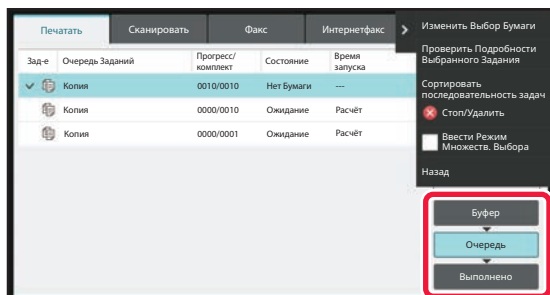 Печатать Сканировать Факс Интернетфакс
Зад-е Очередь Заданий Прогресс/комплект Состояние Время запуска
Копия 0010/0010 Нет Бумаги ---
Копия 0000/0010 Ожидание Расчёт
Копия 0000/0001 Ожидание Расчёт
Изменить Выбор Бумаги
Проверить Подробности
Выбранного Задания
Сортировать
последовательность задач
Стоп/Удалить
Ввести Режим
Множеств. Выбора
Назад
Буфер
Очередь
Выполнено